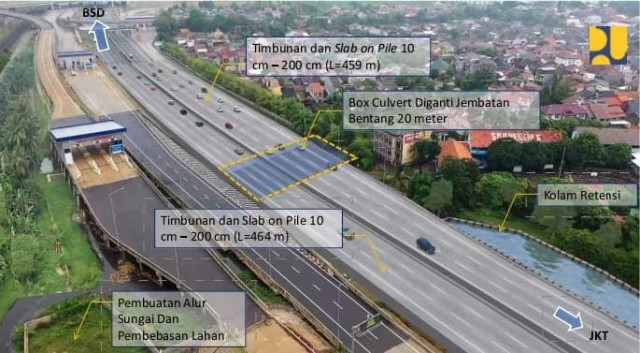 BSD
Timbunan dan Slab on Pile 10
cm – 200 cm (L=459 m)
Box Culvert Diganti Jembatan
Bentang 20 meter
Kolam Retensi
Timbunan dan Slab on Pile 10
cm – 200 cm (L=464 m)
Pembuatan Alur
Sungai Dan
Pembebasan Lahan
JKT